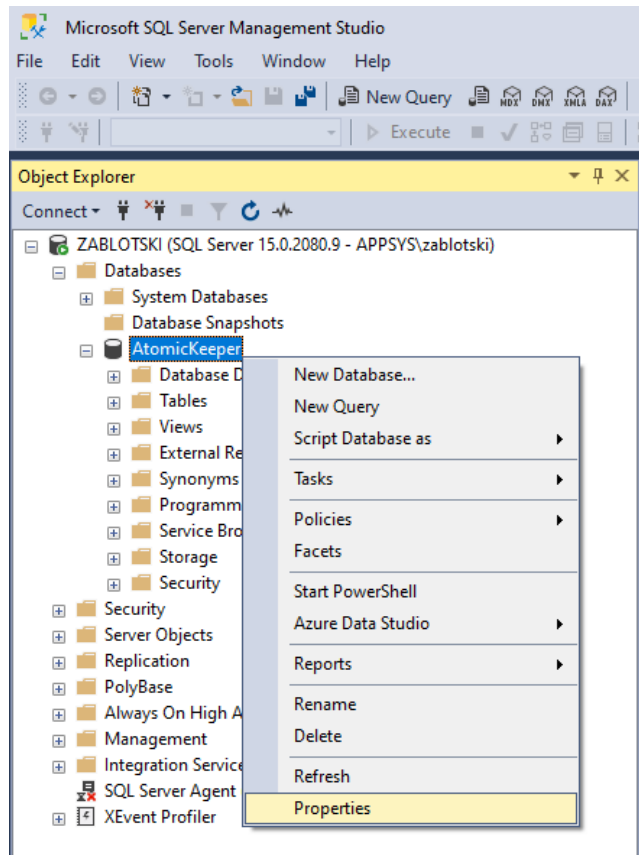 Microsoft SQL Server Management Studio
File Edit View Tools Window Help
New Query MDX DMX XMLA DAX
Execute
Object Explorer
Connect
ZABLOTSKI (SQL Server 15.0.2080.9 - APPSYS\zablotski)
Databases
System Databases
Database Snapshots
AtomicKeeper
Database D
Tables
Views
External Re
Synonyms
Programm
Service Bro
Storage
Security
Security
Server Objects
Replication
PolyBase
Always On High A
Management
Integration Service
SQL Server Agent
XEvent Profiler
New Database...
New Query
Script Database as
Tasks
Policies
Facets
Start PowerShell
Azure Data Studio
Reports
Rename
Delete
Refresh
Properties